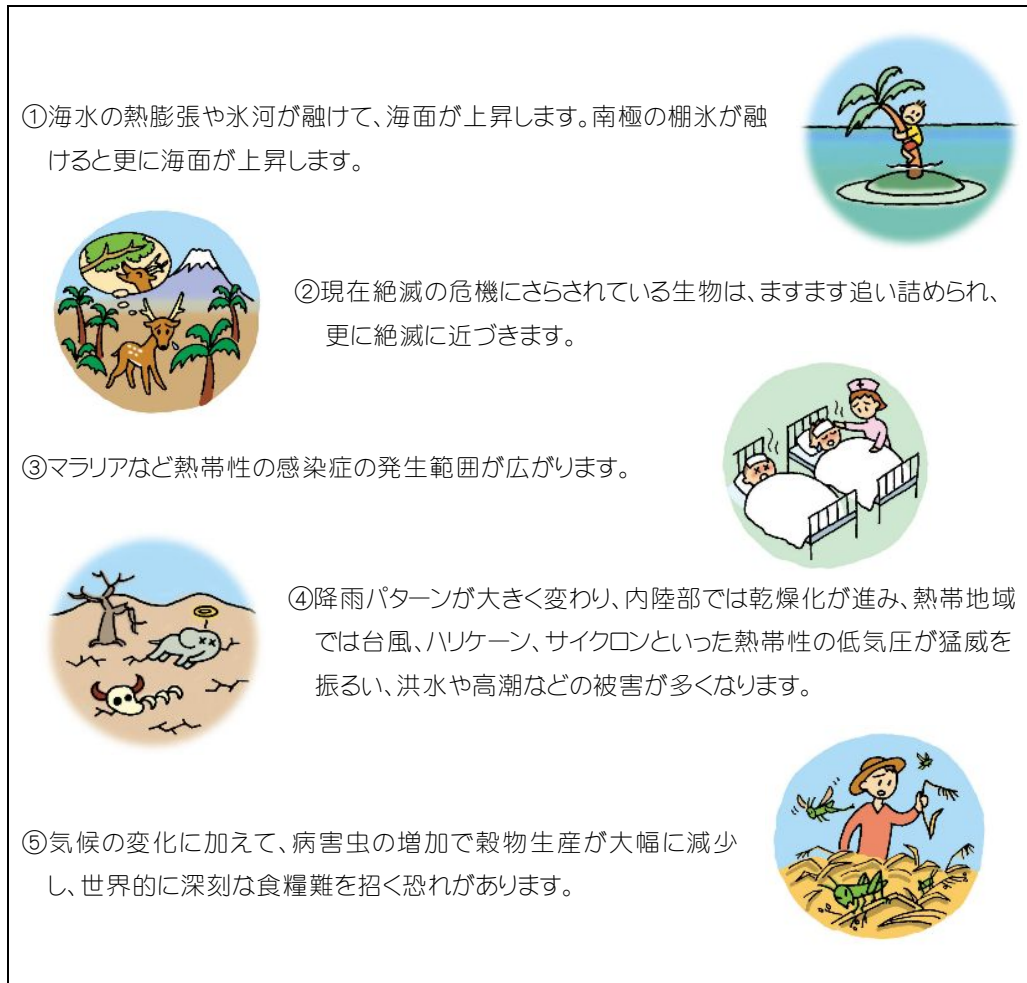 ①海水の熱膨張や氷河が融けて、海面が上昇します。南極の棚氷が融
けると更に海面が上昇します。
②現在絶滅の危機にさらされている生物は、ますます追い詰められ、
更に絶滅に近づきます。
③マラリアなど熱帯性の感染症の発生範囲が広がります。
④降雨パターンが大きく変わり、内陸部では乾燥化が進み、熱帯地域
では台風、ハリケーン、サイクロンといった熱帯性の低気圧が猛威を
振るい、洪水や高潮などの被害が多くなります。
⑤気候の変化に加えて、病害虫の増加で穀物生産が大幅に減少
し、世界的に深刻な食糧難を招く恐れがあります。